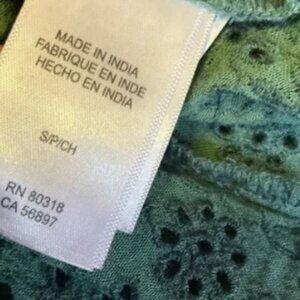 MADE IN INDIA
FABRIQUE EN INDE
HECHO EN INDIA
S/P/CH
RN 80318
CA 56897